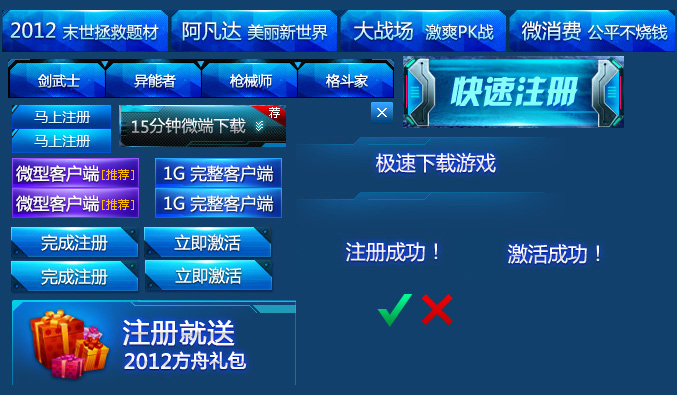 2012 末世拯救题材
阿凡达 美丽新世界
大战场 激爽PK战
微消费 公平不烧钱
剑武士
异能者
枪械师
格斗家
快速注册
马上注册
马上注册
15分钟微端下载
荐
极速下载游戏
微型客户端[推荐]
1G 完整客户端
微型客户端[推荐]
1G 完整客户端
完成注册
立即激活
注册成功！
激活成功！
完成注册
立即激活
注册就送
2012方舟礼包